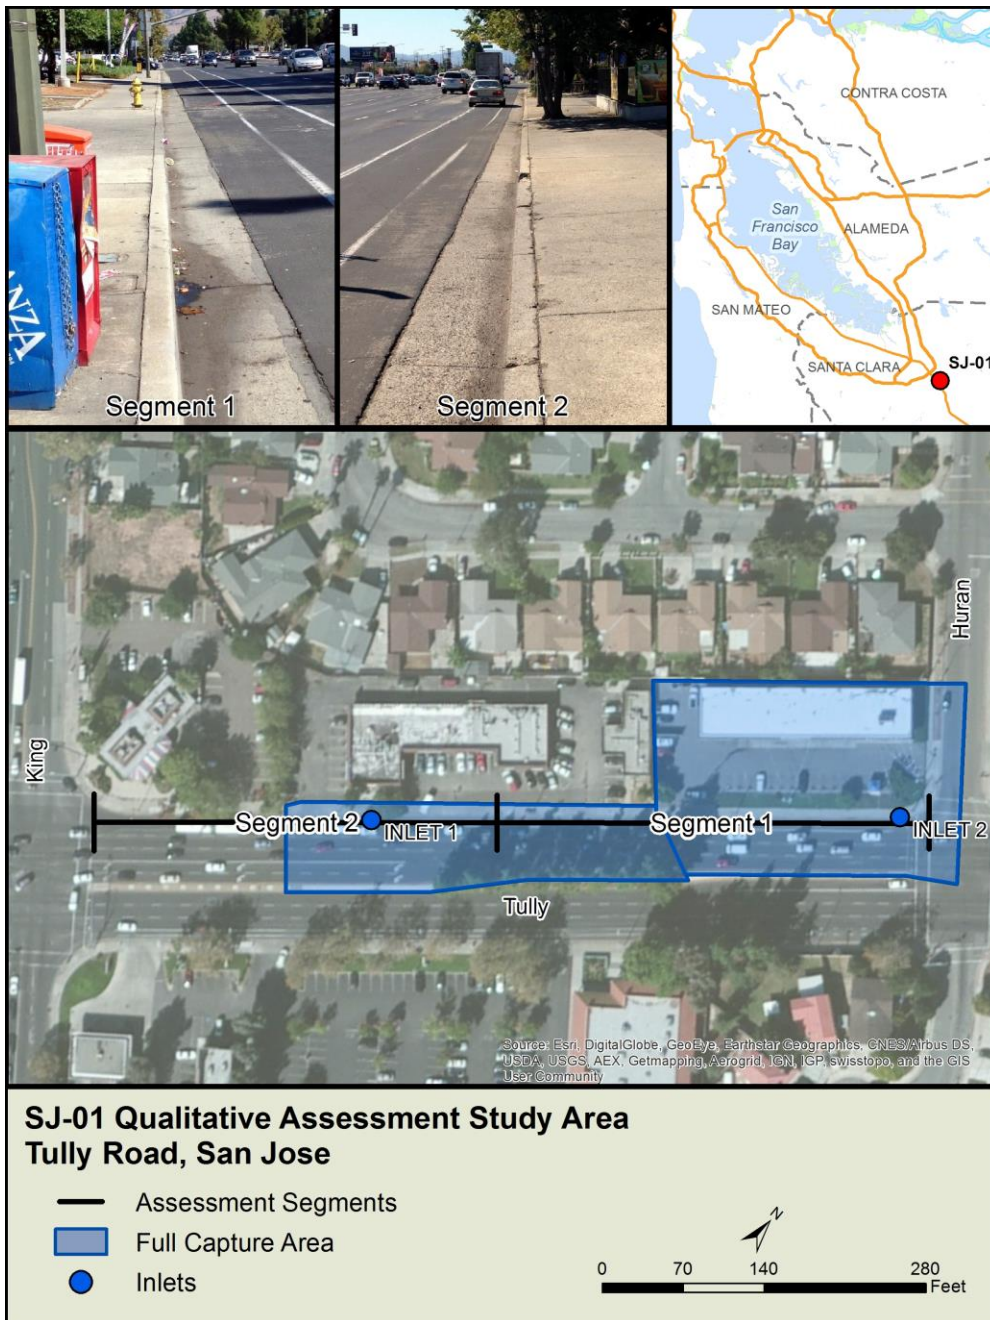 NZA
Segment 1
Segment 2
CONTRA COSTA
San
Francisco
Bay
ALAMEDA
SAN MATEO
SANTA CLARA
SJ-01
Huran
King
Segment 2
INLET 1
Segment 1
INLET 2
Tully
Source: Esri, DigitalGlobe, GeoEye, Earthstar Geographics, CNES/Airbus DS,
USDA, USGS, AEX, Getmapping, Aerogrid, IGN, IGP, swisstopo, and the GIS
User Community
SJ-01 Qualitative Assessment Study Area
Tully Road, San Jose
Assessment Segments
Full Capture Area
Inlets
N
0 70 140 280
Feet